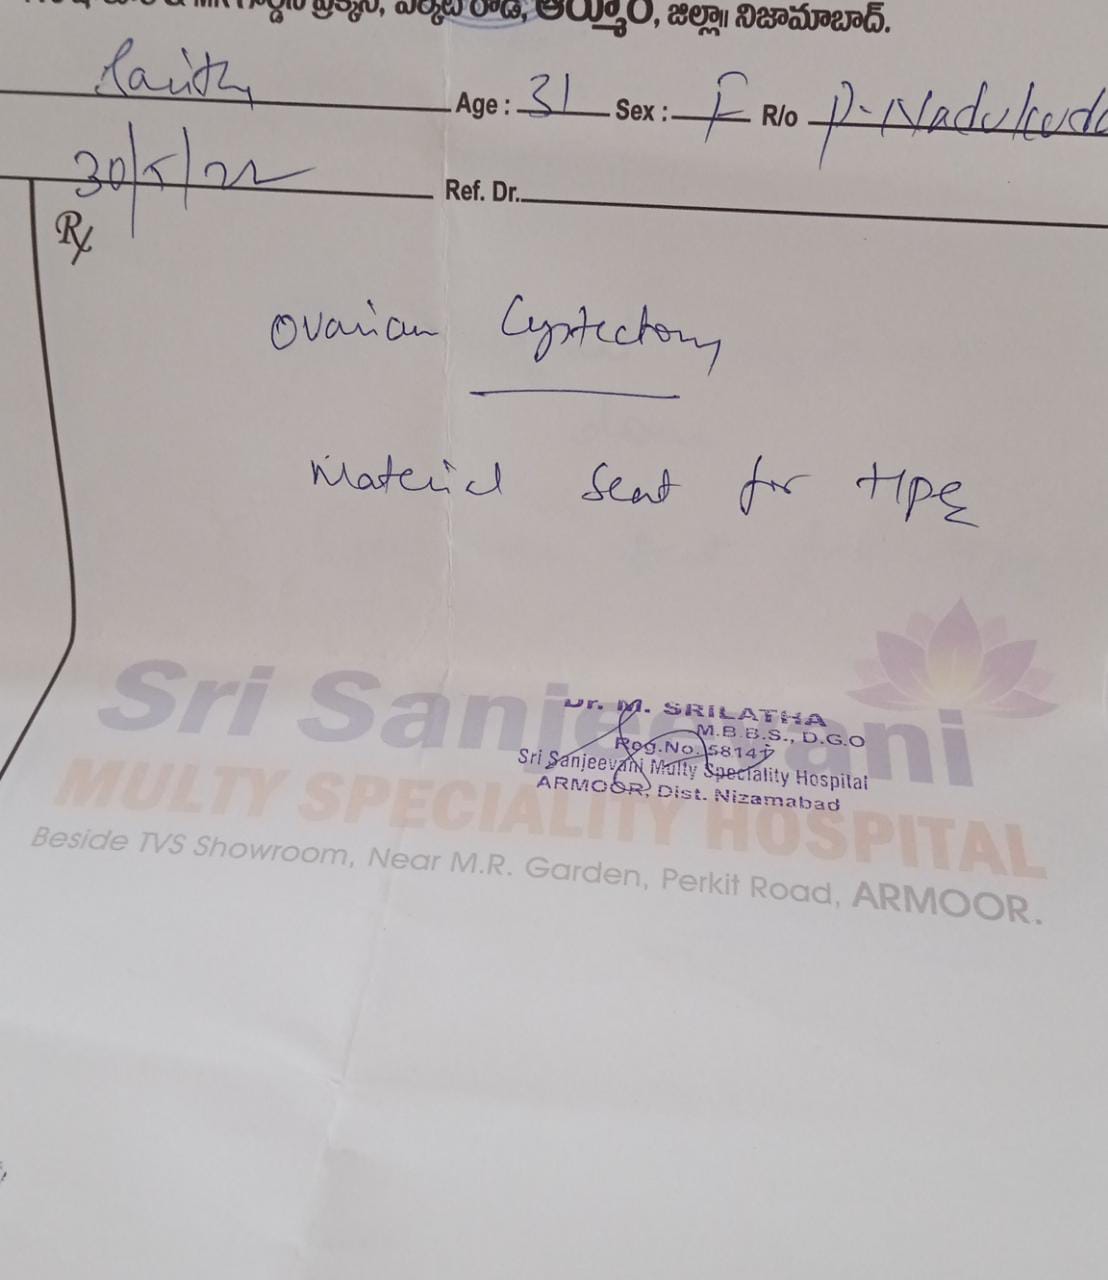 పెర్కిట్ రోడ్, ఆర్మూర్, జిల్లా॥ నిజామాబాద్.
Age : 31 Sex : F R/o
30/5/22 Ref. Dr.
Rx
Ovarian Cystectomy
Material Sent for HPE
Sri Sanjeevani
Dr. M. SRILATHA
M.B.B.S., D.G.O
Reg.No.
Sri Sanjeevani Multy Speciality Hospital
ARMOOR, Dist. Nizamabad
MULTY SPECIALITY HOSPITAL
Beside TVS Showroom, Near M.R. Garden, Perkit Road, ARMOOR.